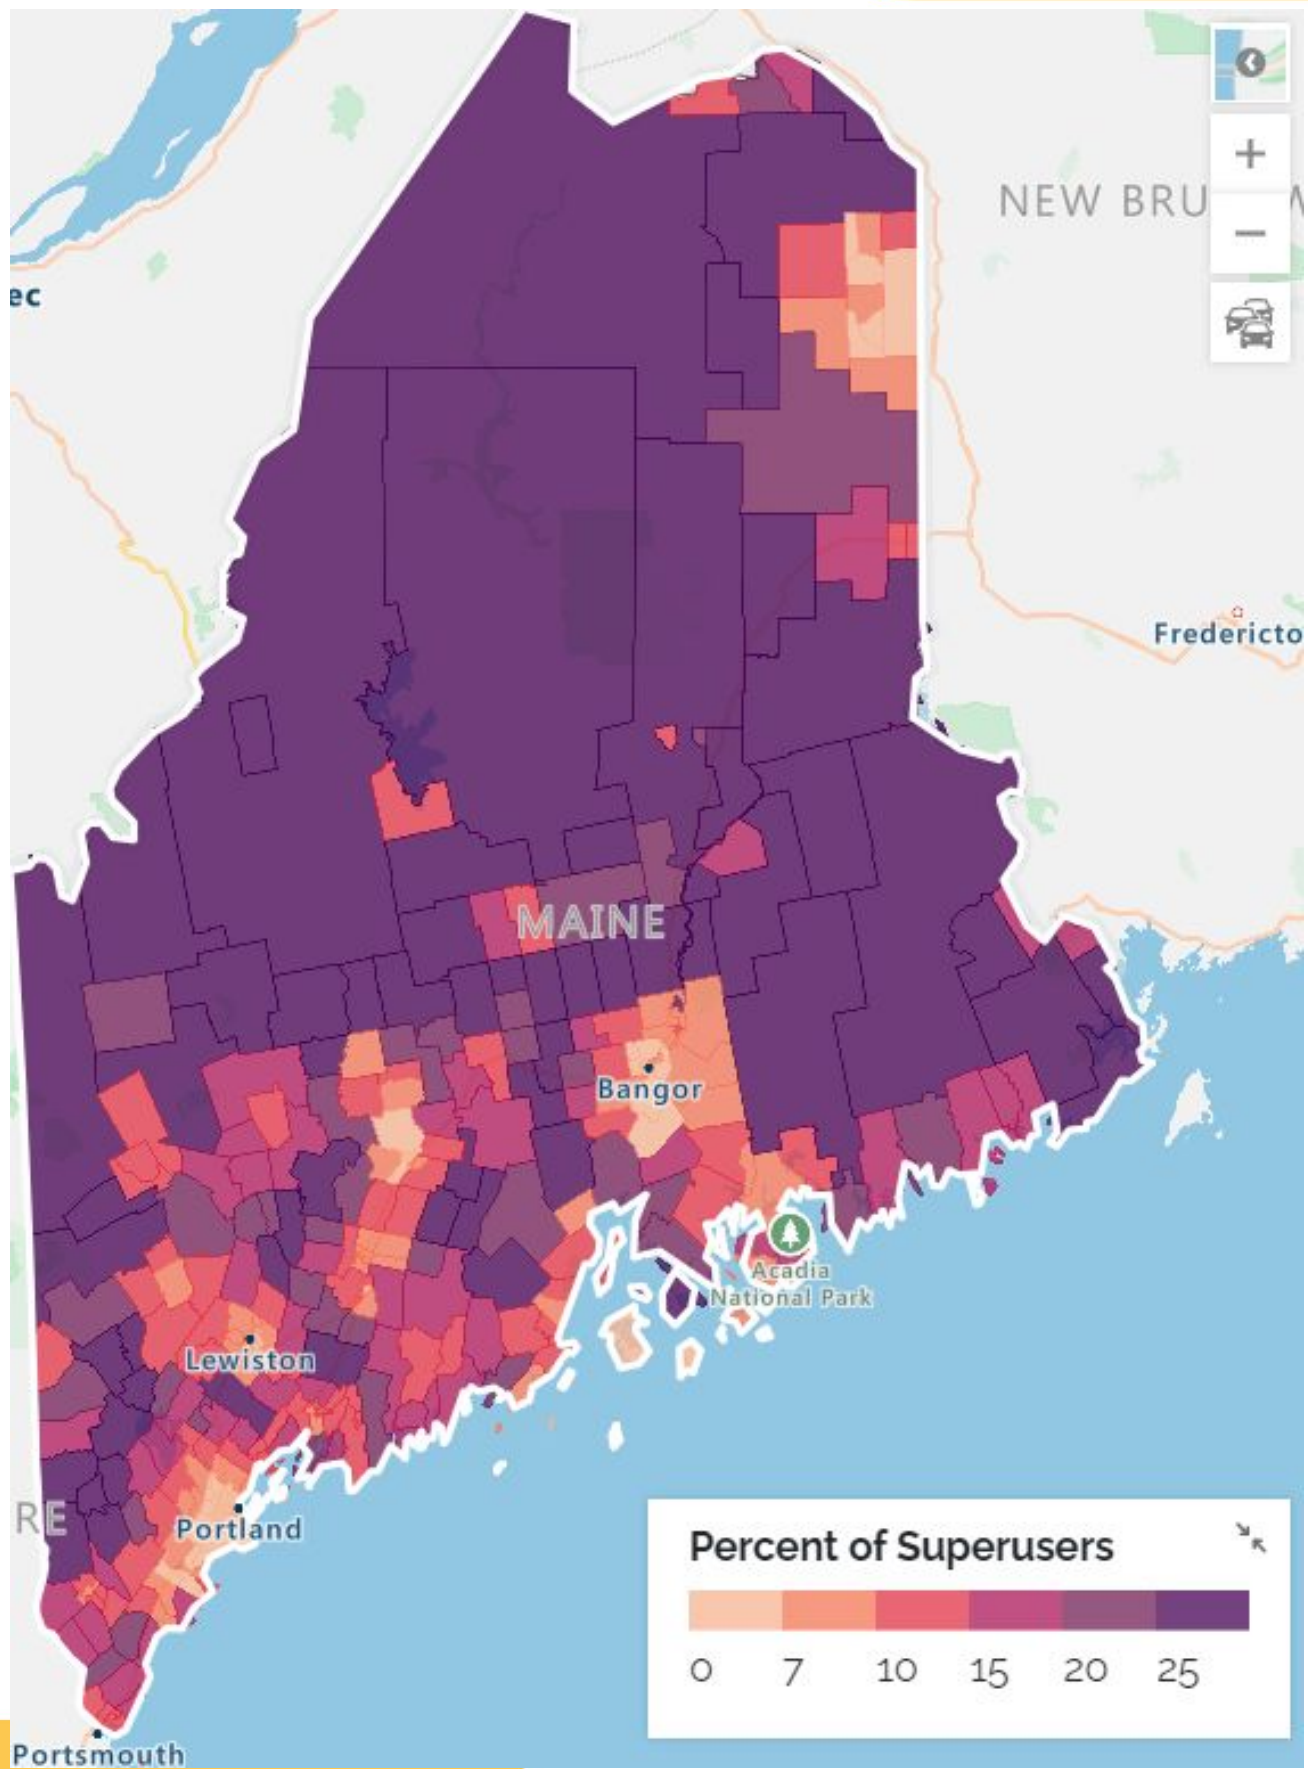 NEW BRU
ec
Fredericto
MAINE
Bangor
Acadia
National Park
Lewiston
RE
Portland
Percent of Superusers
0 7 10 15 20 25
Portsmouth